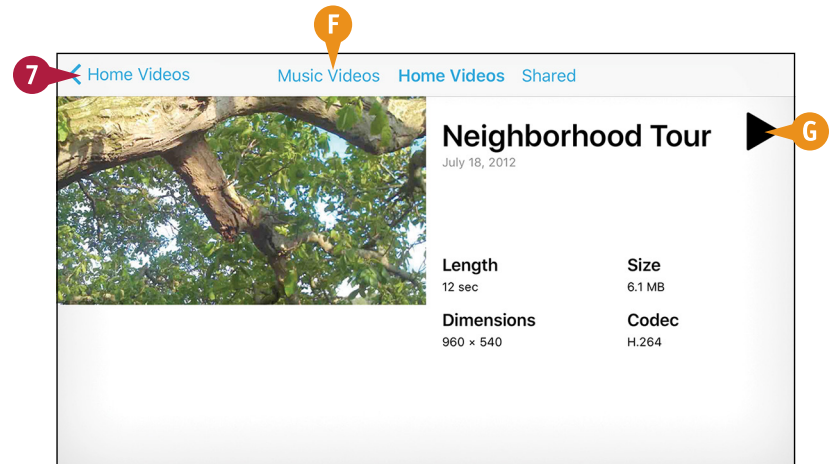 F
7 Home Videos Music Videos Home Videos Shared
Neighborhood Tour
G
July 18, 2012
Length Size
12 sec 6.1 MB
Dimensions Codec
960 × 540 H.264